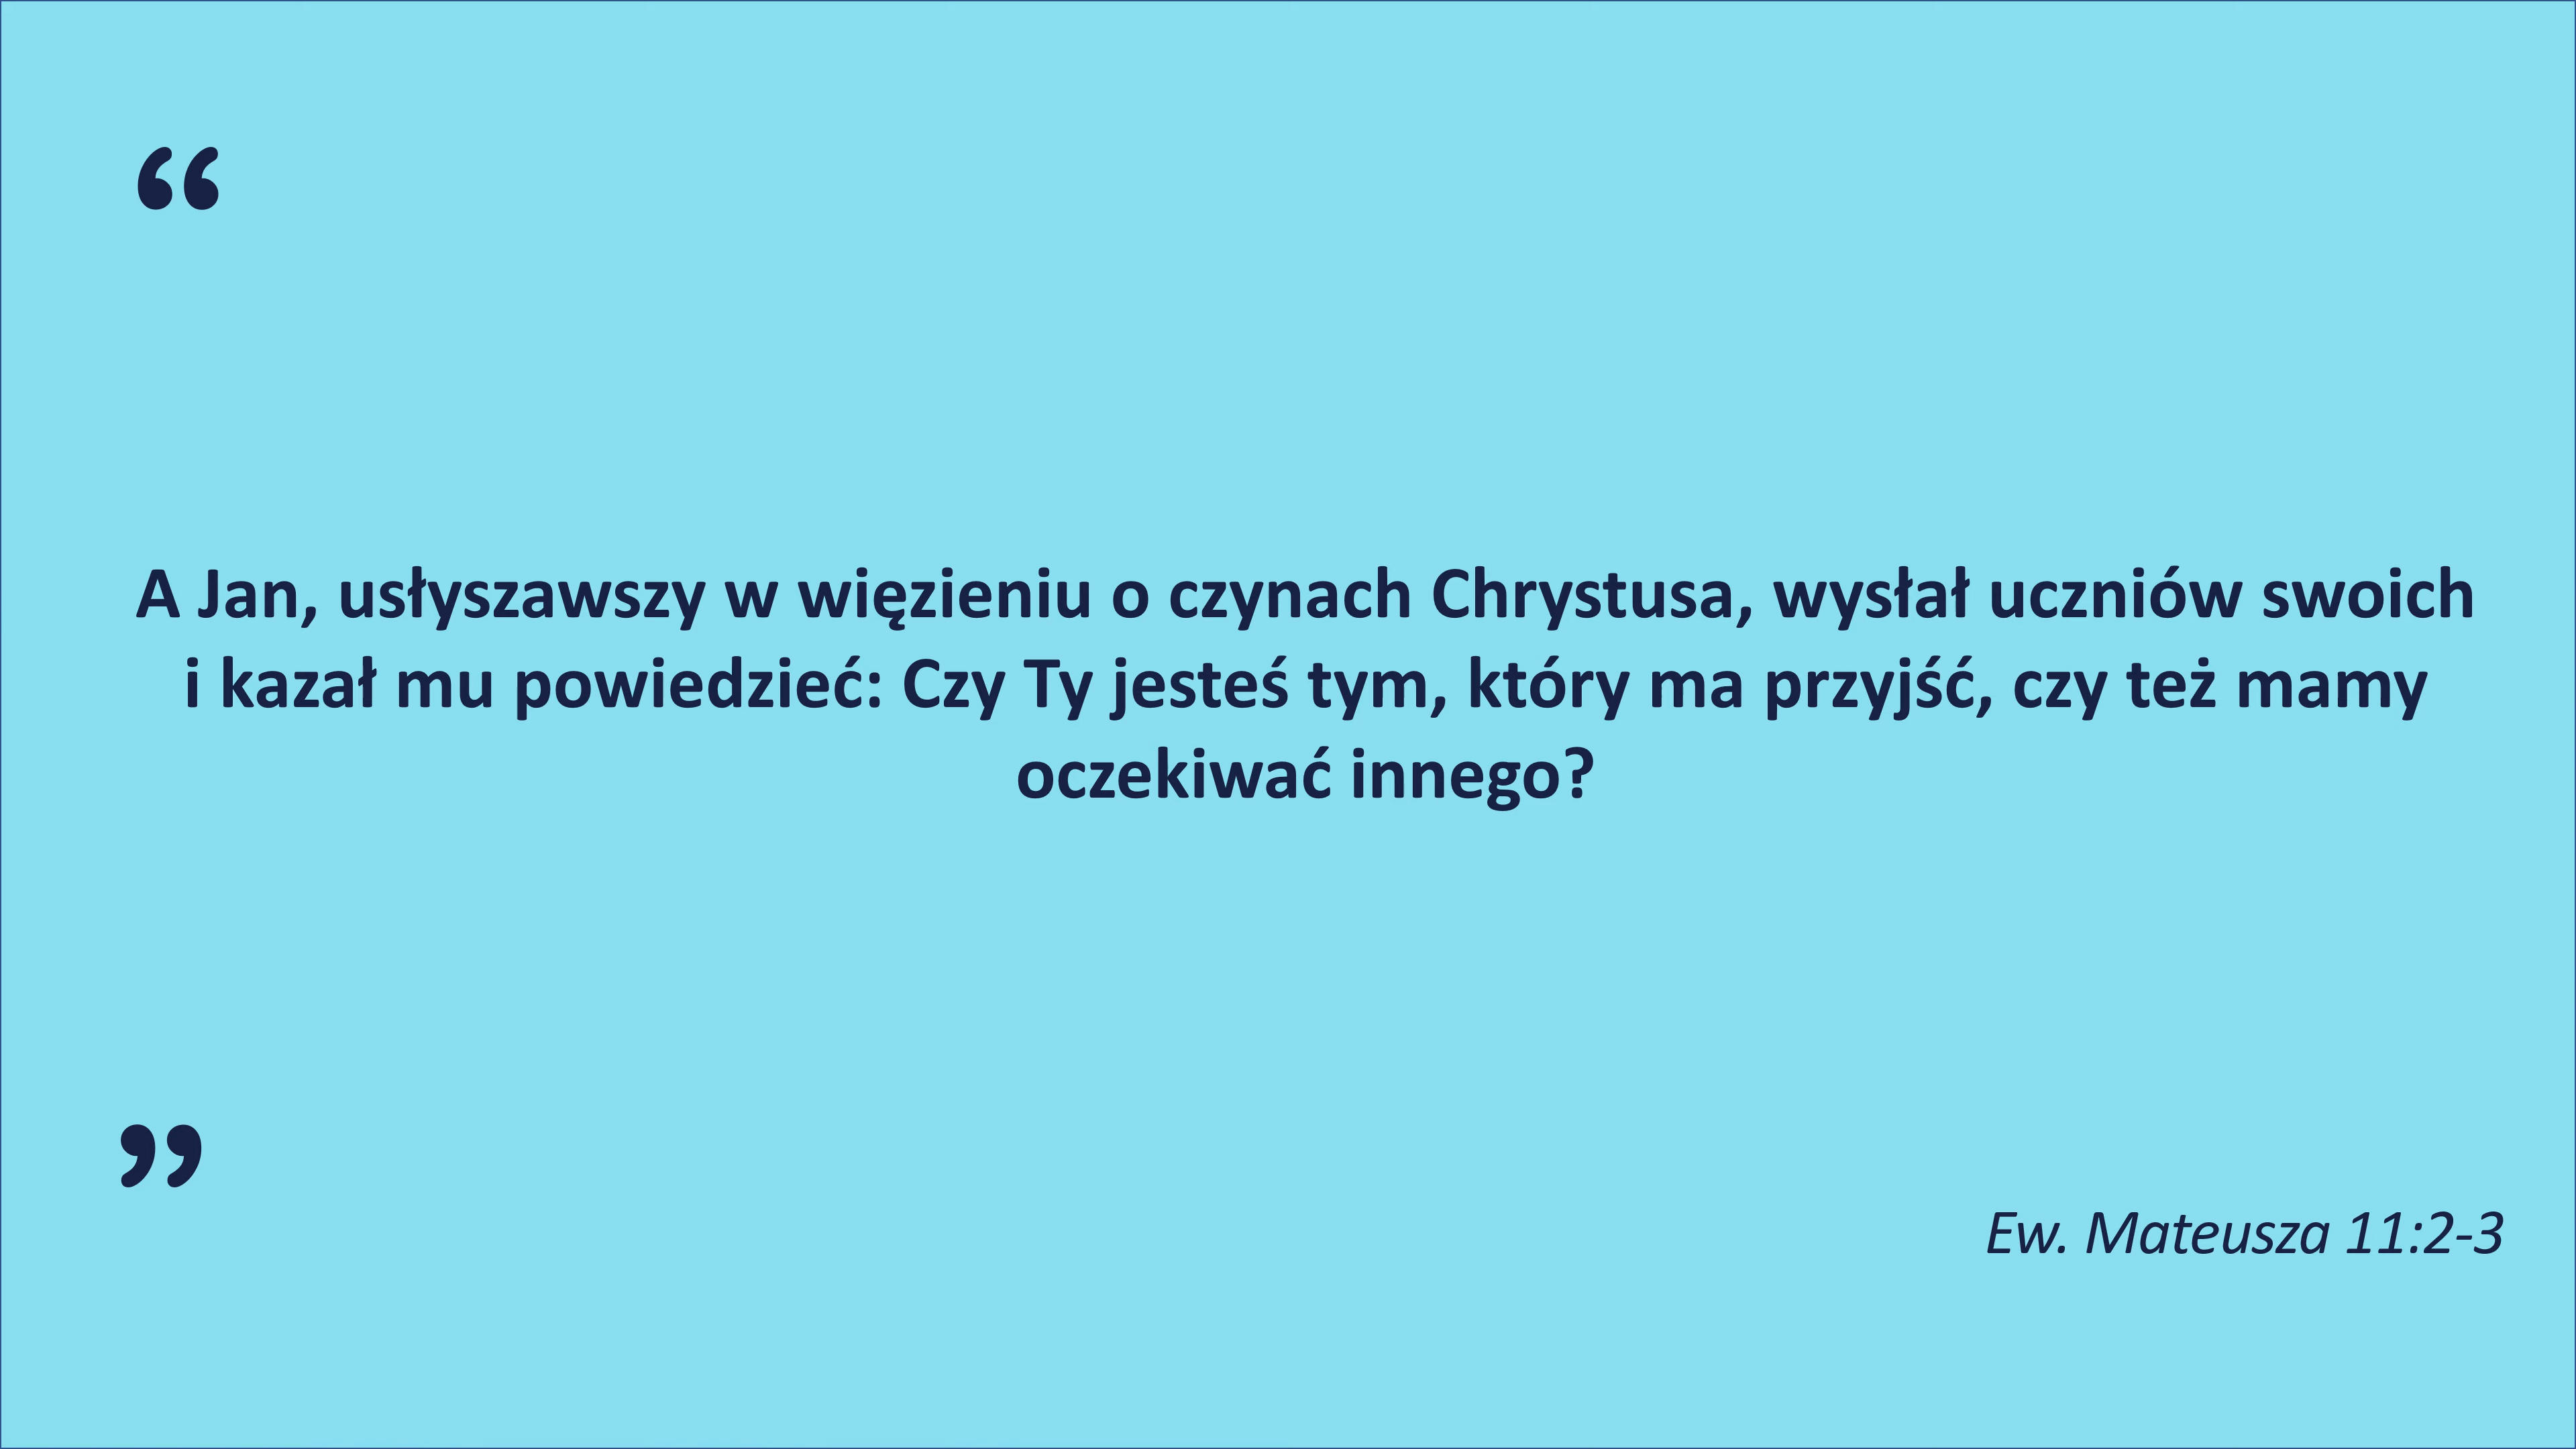 “
A Jan, usłyszawszy w więzieniu o czynach Chrystusa, wysłał uczniów swoich
i kazał mu powiedzieć: Czy Ty jesteś tym, który ma przyjść, czy też mamy
oczekiwać innego?
”
Ew. Mateusza 11:2-3